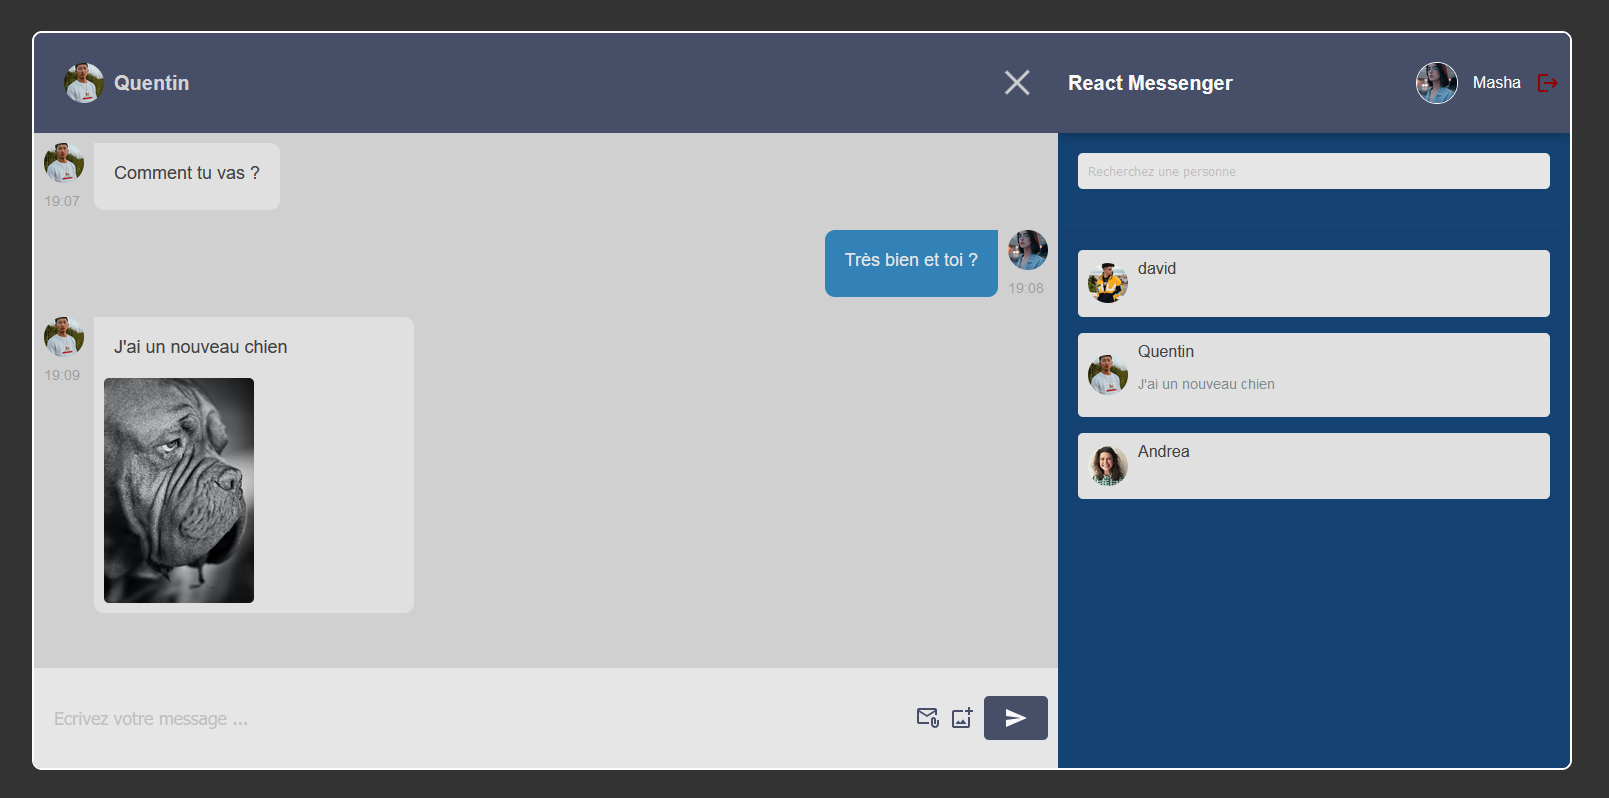 Quentin
React Messenger
Masha
Comment tu vas ?
19:07
Très bien et toi ?
19:08
J'ai un nouveau chien
19:09
Ecrivez votre message ...
Recherchez une personne
david
Quentin
J'ai un nouveau chien
Andrea